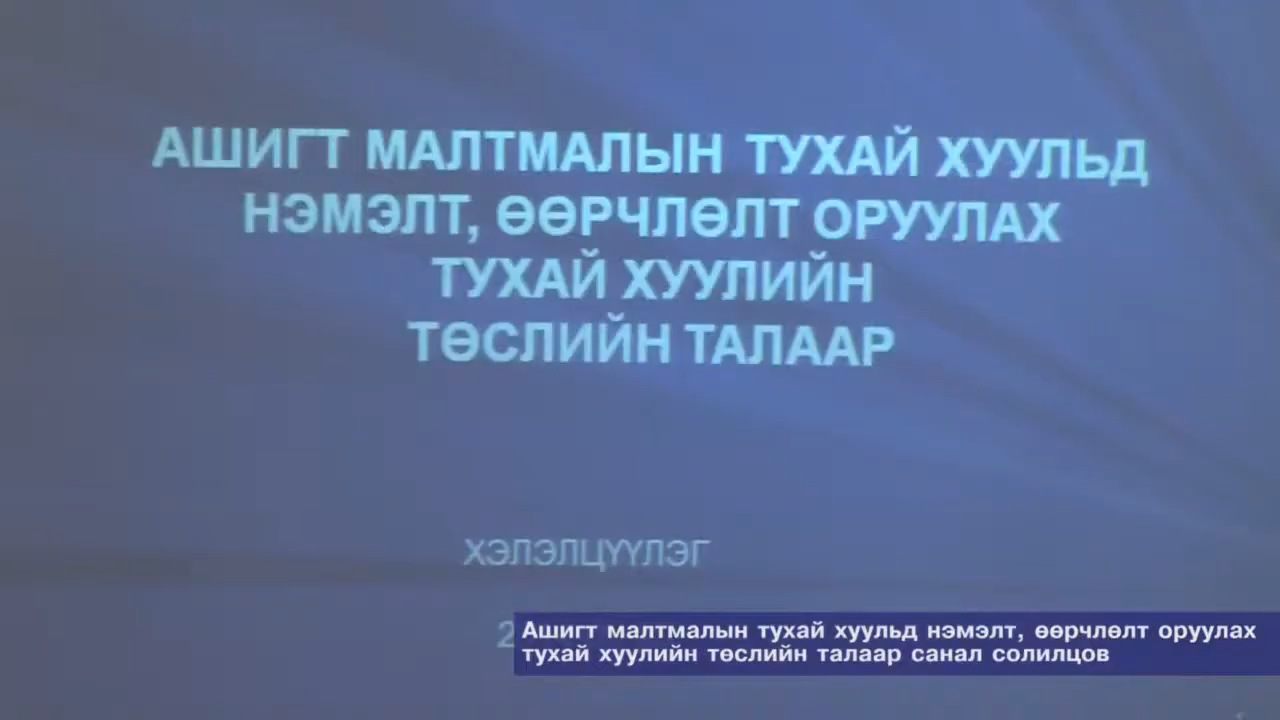 АШИГТ МАЛТМАЛЫН ТУХАЙ ХУУЛЬД
НЭМЭЛТ, ӨӨРЧЛӨЛТ ОРУУЛАХ
ТУХАЙ ХУУЛИЙН
ТӨСЛИЙН ТАЛААР
ХЭЛЭЛЦҮҮЛЭГ
Ашигт малтмалын тухай хуульд нэмэлт, өөрчлөлт оруулах
тухай хуулийн төслийн талаар санал солилцов